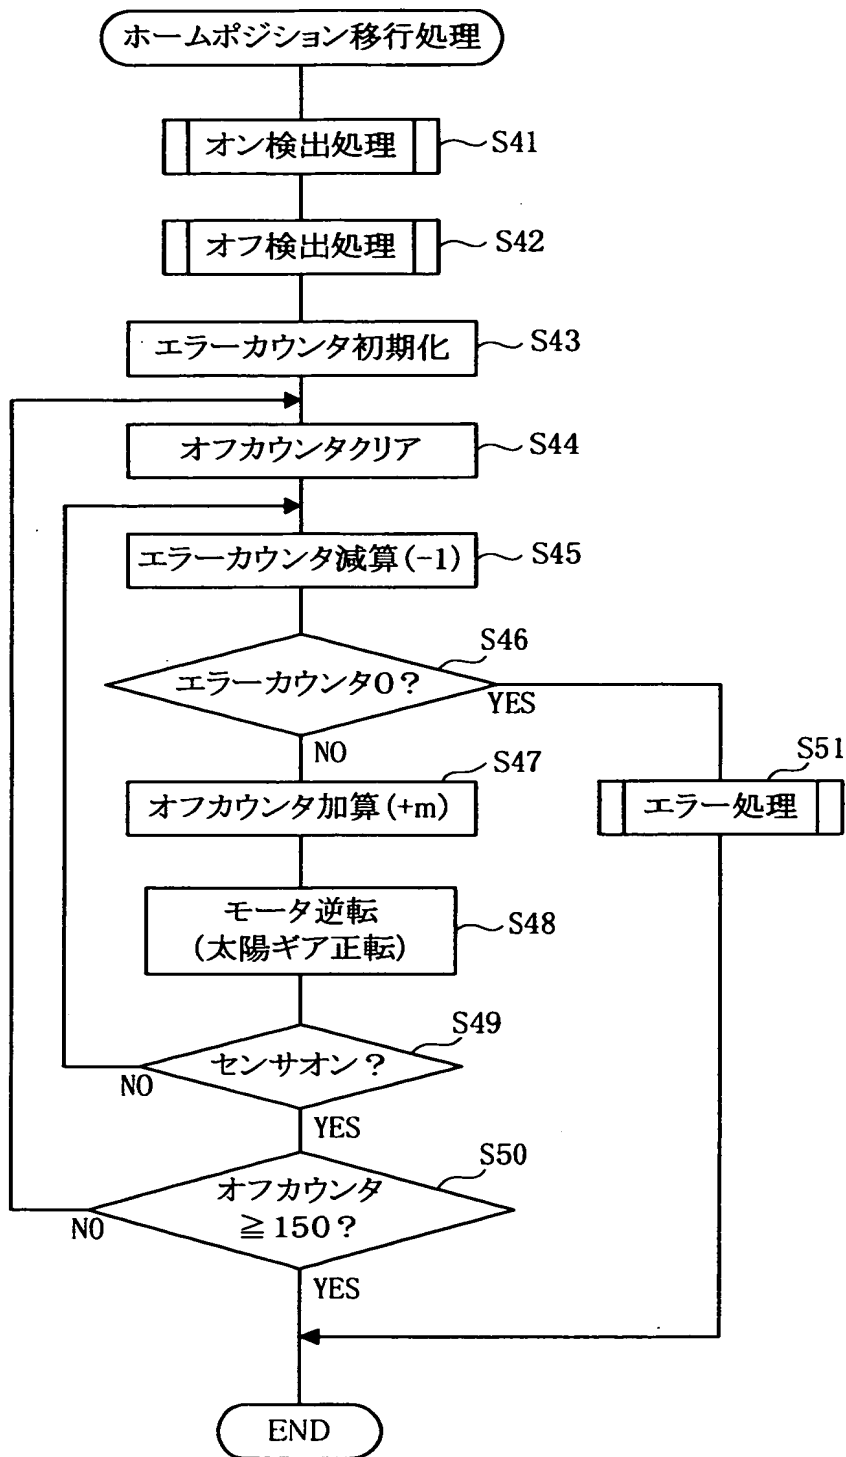 ホームポジション移行処理
オン検出処理
S41
オフ検出処理
S42
エラーカウンタ初期化
S43
オフカウンタクリア
S44
エラーカウンタ減算(-1)
S45
S46
エラーカウンタ0?
YES
NO
S47
オフカウンタ加算(+m)
S51
エラー処理
モータ逆転
(太陽ギア正転)
S48
S49
センサオン?
NO
YES
S50
オフカウンタ
≧150?
NO
YES
END